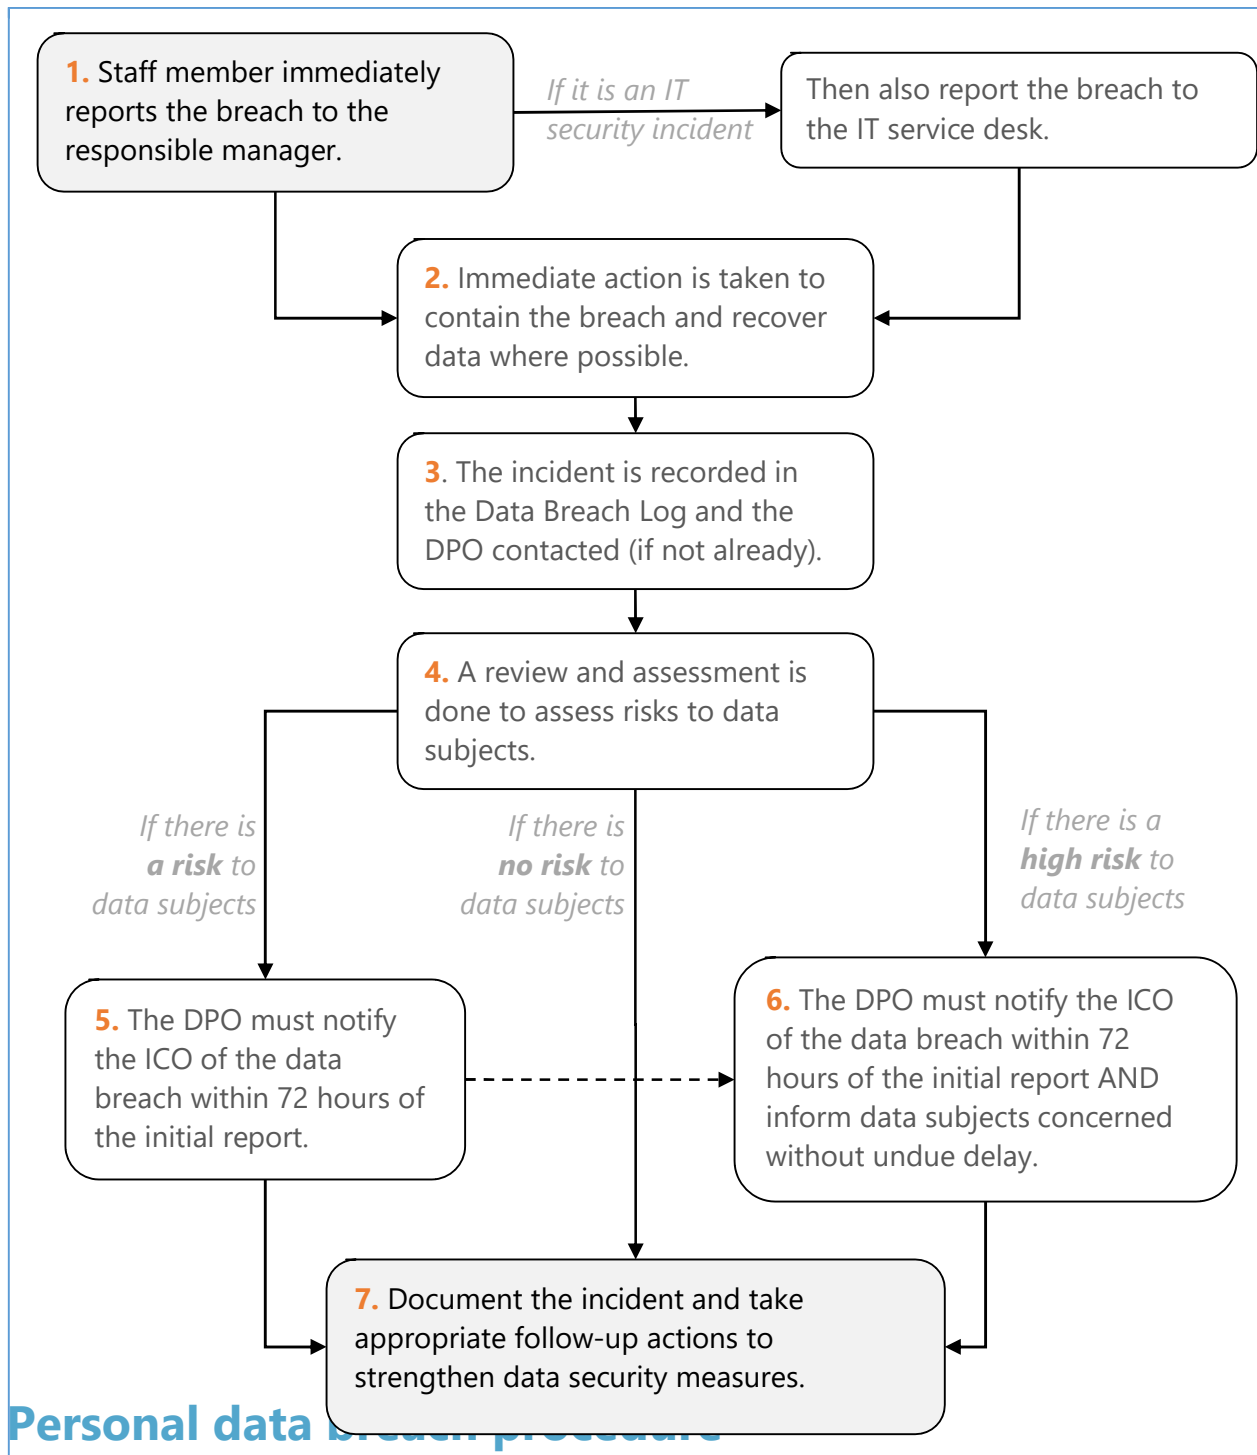 1. Staff member immediately
reports the breach to the
responsible manager.
If it is an IT
security incident
Then also report the breach to
the IT service desk.
2. Immediate action is taken to
contain the breach and recover
data where possible.
3. The incident is recorded in
the Data Breach Log and the
DPO contacted (if not already).
4. A review and assessment is
done to assess risks to data
subjects.
If there is
a risk to
data subjects
If there is
no risk to
data subjects
If there is a
high risk to
data subjects
5. The DPO must notify
the ICO of the data
breach within 72 hours of
the initial report.
6. The DPO must notify the ICO
of the data breach within 72
hours of the initial report AND
inform data subjects concerned
without undue delay.
7. Document the incident and take
appropriate follow-up actions to
strengthen data security measures.
Personal data breach procedure